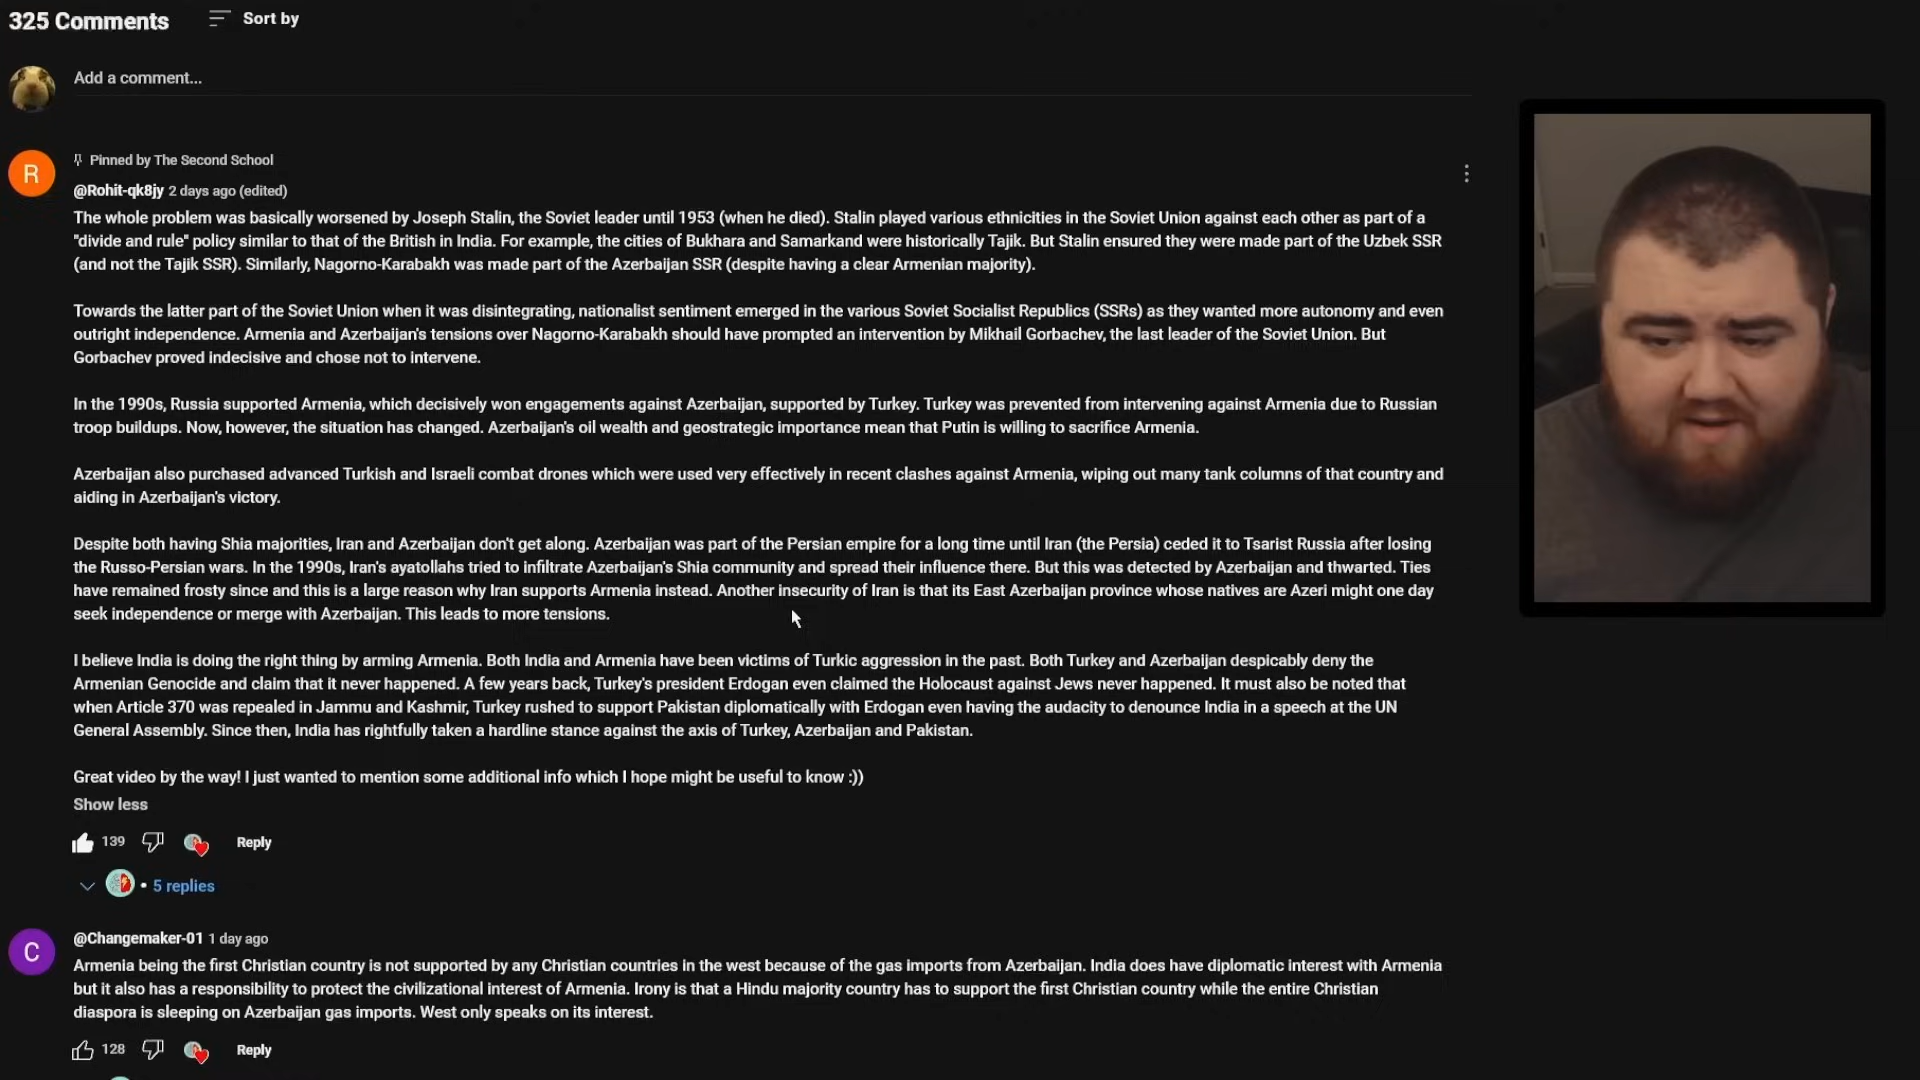 325 Comments
Sort by
Add a comment...
R
Pinned by The Second School
@Rohit-qk8jy 2 days ago (edited)
The whole problem was basically worsened by Joseph Stalin, the Soviet leader until 1953 (when he died). Stalin played various ethnicities in the Soviet Union against each other as part of a
"divide and rule" policy similar to that of the British in India. For example, the cities of Bukhara and Samarkand were historically Tajik. But Stalin ensured they were made part of the Uzbek SSR
(and not the Tajik SSR). Similarly, Nagorno-Karabakh was made part of the Azerbaijan SSR (despite having a clear Armenian majority).
Towards the latter part of the Soviet Union when it was disintegrating, nationalist sentiment emerged in the various Soviet Socialist Republics (SSRs) as they wanted more autonomy and even
outright independence. Armenia and Azerbaijan's tensions over Nagorno-Karabakh should have prompted an intervention by Mikhail Gorbachev, the last leader of the Soviet Union. But
Gorbachev proved indecisive and chose not to intervene.
In the 1990s, Russia supported Armenia, which decisively won engagements against Azerbaijan, supported by Turkey. Turkey was prevented from intervening against Armenia due to Russian
troop buildups. Now, however, the situation has changed. Azerbaijan's oil wealth and geostrategic importance mean that Putin is willing to sacrifice Armenia.
Azerbaijan also purchased advanced Turkish and Israeli combat drones which were used very effectively in recent clashes against Armenia, wiping out many tank columns of that country and
aiding in Azerbaijan's victory.
Despite both having Shia majorities, Iran and Azerbaijan don't get along. Azerbaijan was part of the Persian empire for a long time until Iran (the Persia) ceded it to Tsarist Russia after losing
the Russo-Persian wars. In the 1990s, Iran's ayatollahs tried to infiltrate Azerbaijan's Shia community and spread their influence there. But this was detected by Azerbaijan and thwarted. Ties
have remained frosty since and this is a large reason why Iran supports Armenia instead. Another insecurity of Iran is that its East Azerbaijan province whose natives are Azeri might one day
seek independence or merge with Azerbaijan. This leads to more tensions.
I believe India is doing the right thing by arming Armenia. Both India and Armenia have been victims of Turkic aggression in the past. Both Turkey and Azerbaijan despicably deny the
Armenian Genocide and claim that it never happened. A few years back, Turkey's president Erdogan even claimed the Holocaust against Jews never happened. It must also be noted that
when Article 370 was repealed in Jammu and Kashmir, Turkey rushed to support Pakistan diplomatically with Erdogan even having the audacity to denounce India in a speech at the UN
General Assembly. Since then, India has rightfully taken a hardline stance against the axis of Turkey, Azerbaijan and Pakistan.
Great video by the way! I just wanted to mention some additional info which I hope might be useful to know :))
Show less
139 Reply
• 5 replies
C
@Changemaker-01 1 day ago
Armenia being the first Christian country is not supported by any Christian countries in the west because of the gas imports from Azerbaijan. India does have diplomatic interest with Armenia
but it also has a responsibility to protect the civilizational interest of Armenia. Irony is that a Hindu majority country has to support the first Christian country while the entire Christian
diaspora is sleeping on Azerbaijan gas imports. West only speaks on its interest.
128 Reply